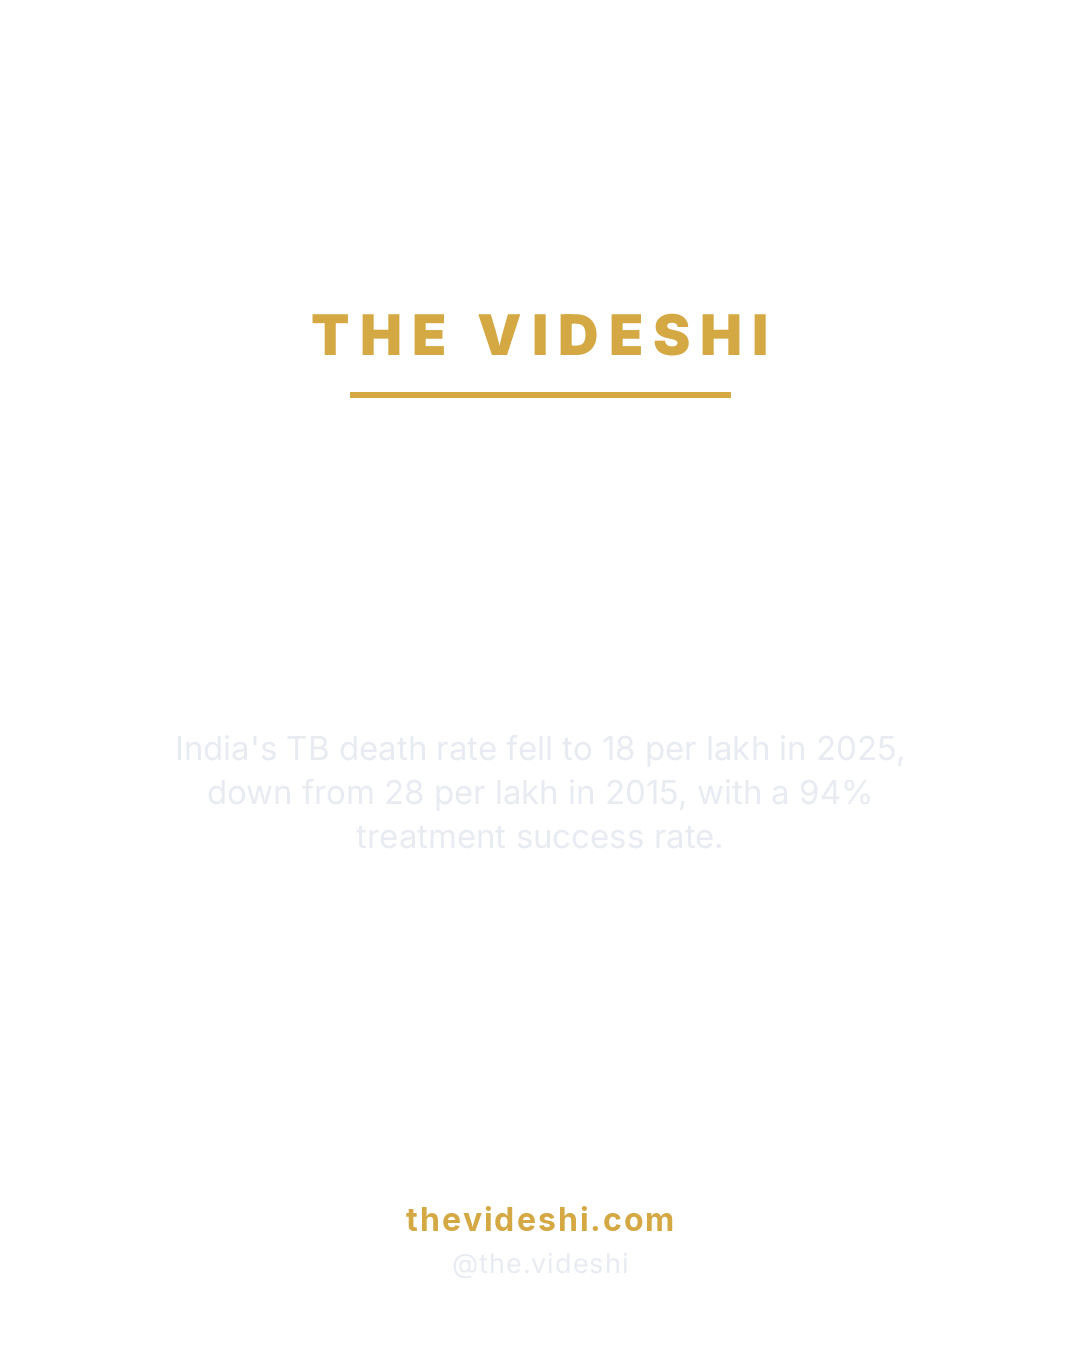 THE VIDESHI
India's TB death rate fell to 18 per lakh in 2025,
down from 28 per lakh in 2015, with a 94%
treatment success rate.
thevideshi.com
@the.videshi